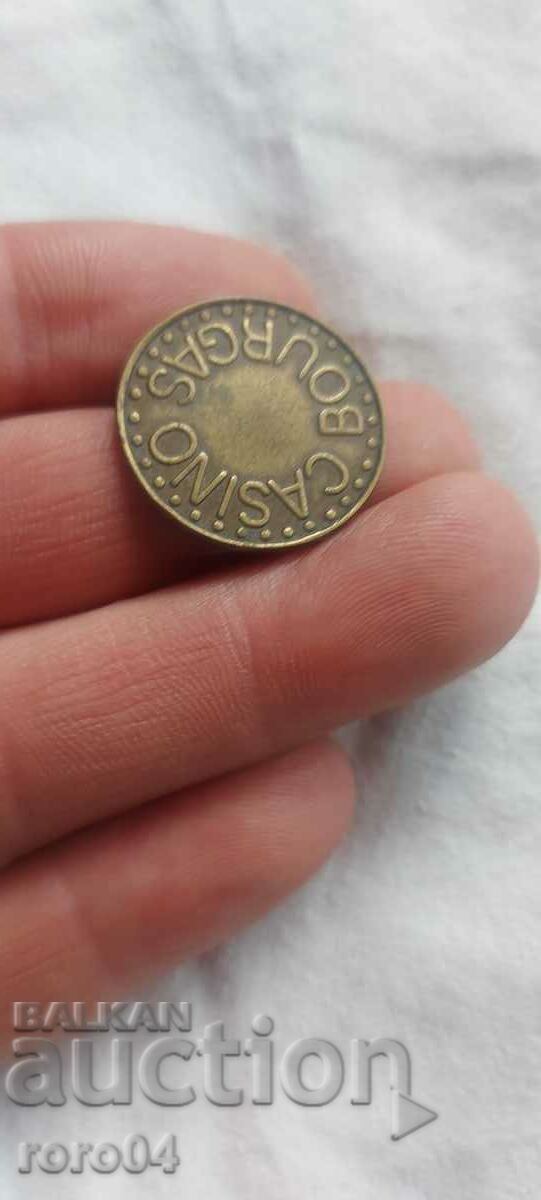 CASINO BOURGAS
BALKAN
auction
roro04